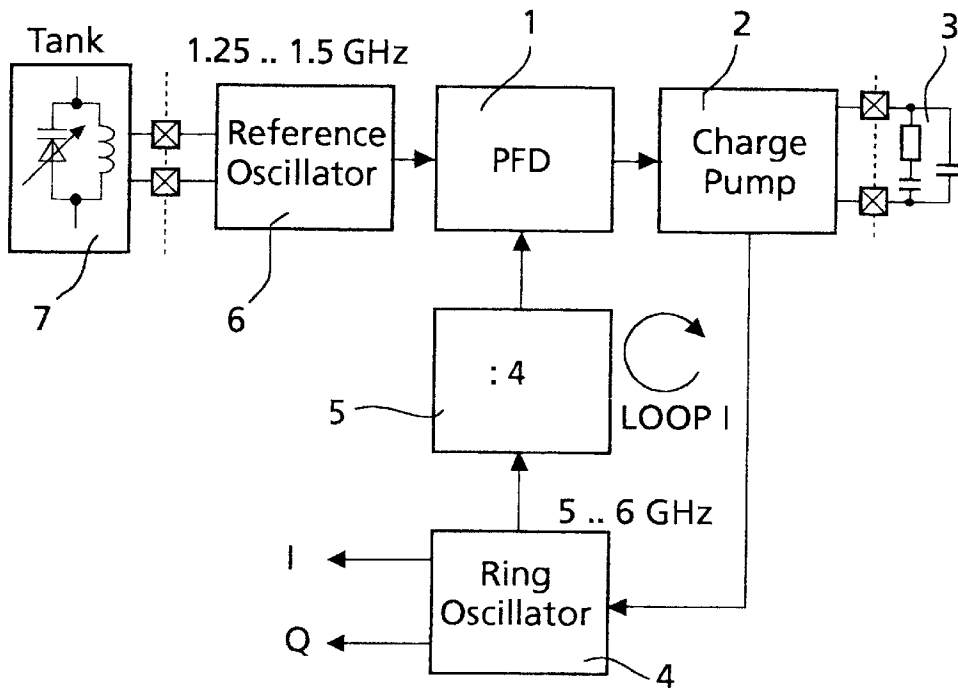 1
2
3
Tank
1.25 .. 1.5 GHz
Reference
Oscillator
PFD
Charge
Pump
7
6
: 4
5
LOOP I
5 .. 6 GHz
I
Ring
Oscillator
Q
4